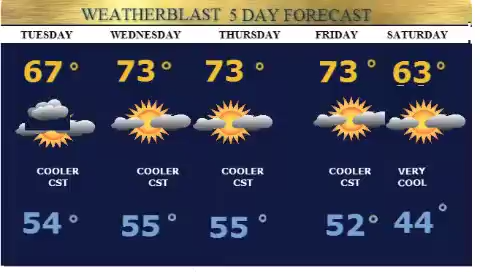 WEATHERBLAST 5 DAY FORECAST
TUESDAY WEDNESDAY THURSDAY FRIDAY SATURDAY
67° 73° 73° 73° 63°
COOLER COOLER COOLER COOLER VERY
CST CST CST CST COOL
54° 55° 55° 52° 44°